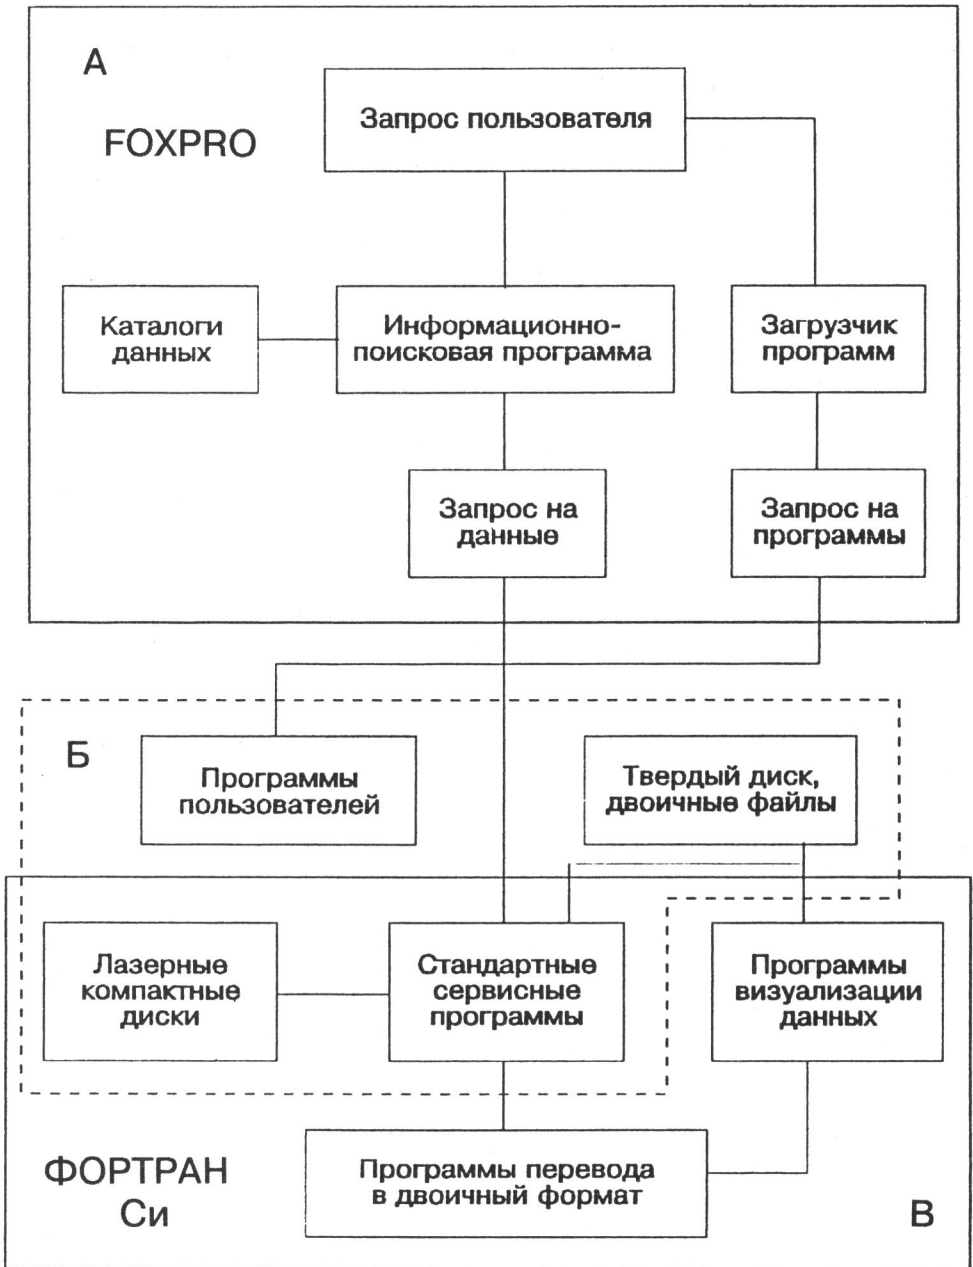 А
FOXPRO
Запрос пользователя
Каталоги
данных
Информационно-
поисковая программа
Загрузчик
программ
Запрос на
данные
Запрос на
программы
Б
Программы
пользователей
Твердый диск,
двоичные файлы
Лазерные
компактные
диски
Стандартные
сервисные
программы
Программы
визуализации
данных
ФОРТРАН
Си
Программы перевода
в двоичный формат
В